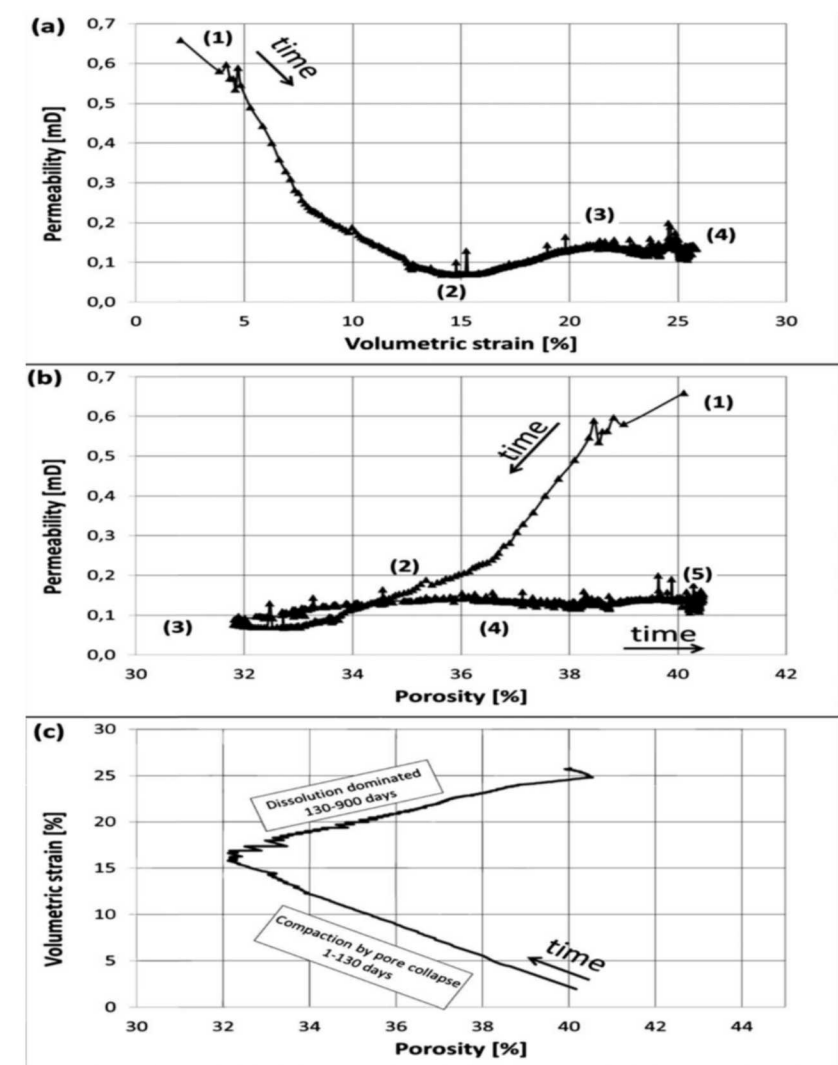 (a)
0,7
0,6
0,5
0,4
0,3
0,2
0,1
0,0
Permeability [mD]
(1)
time
(2)
(3)
(4)
0 5 10 15 20 25 30
Volumetric strain [%]
(b)
0,7
0,6
0,5
0,4
0,3
0,2
0,1
0,0
Permeability [mD]
(1)
time
(2)
(3)
(4)
(5)
time
30 32 34 36 38 40 42
Porosity [%]
(c)
30
25
20
15
10
5
0
Volumetric strain [%]
Dissolution dominated
130-900 days
Compaction by pore collapse
1-130 days
time
30 32 34 36 38 40 42 44
Porosity [%]